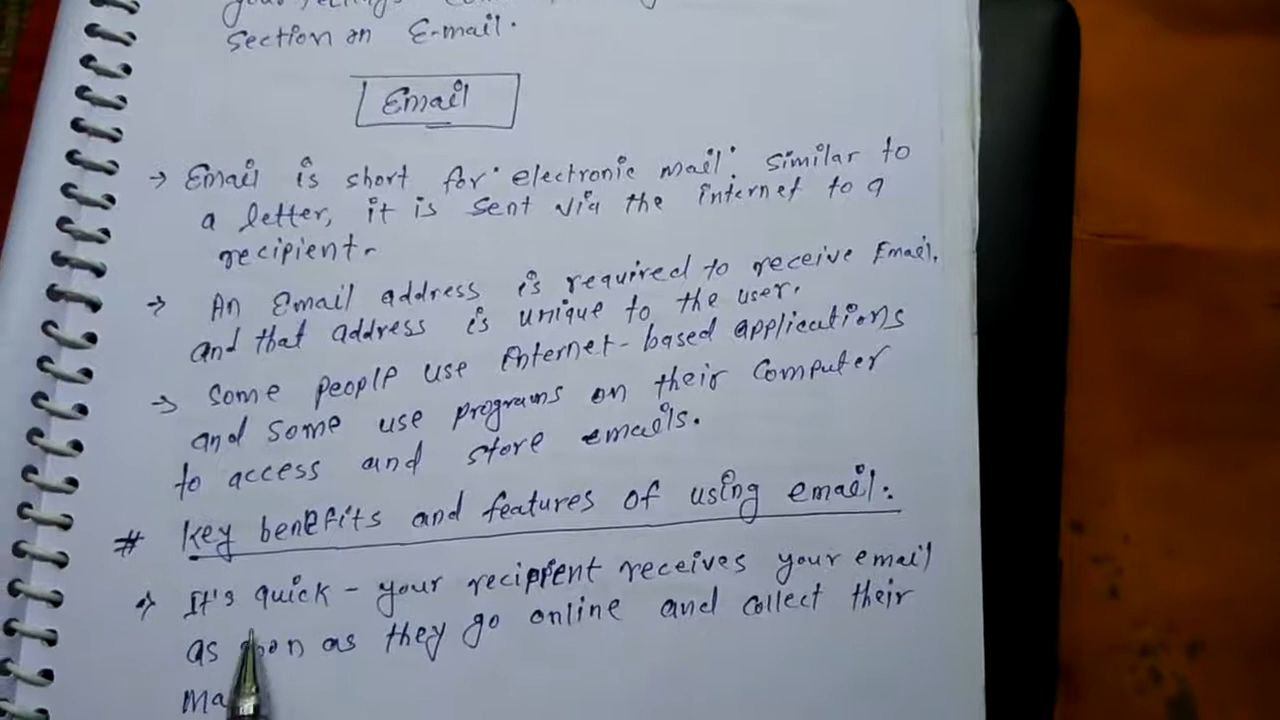 section on E-mail.
Email
→ Email is short for electronic mail. similar to
a letter, it is sent via the internet to a
recipient.
→ An Email address is required to receive Email.
and that address is unique to the user.
→ Some people use internet-based applications
and some use programs on their computer
to access and store emails.
# Key benefits and features of using email.
→ It's quick - your recipient receives your email
as soon as they go online and collect their